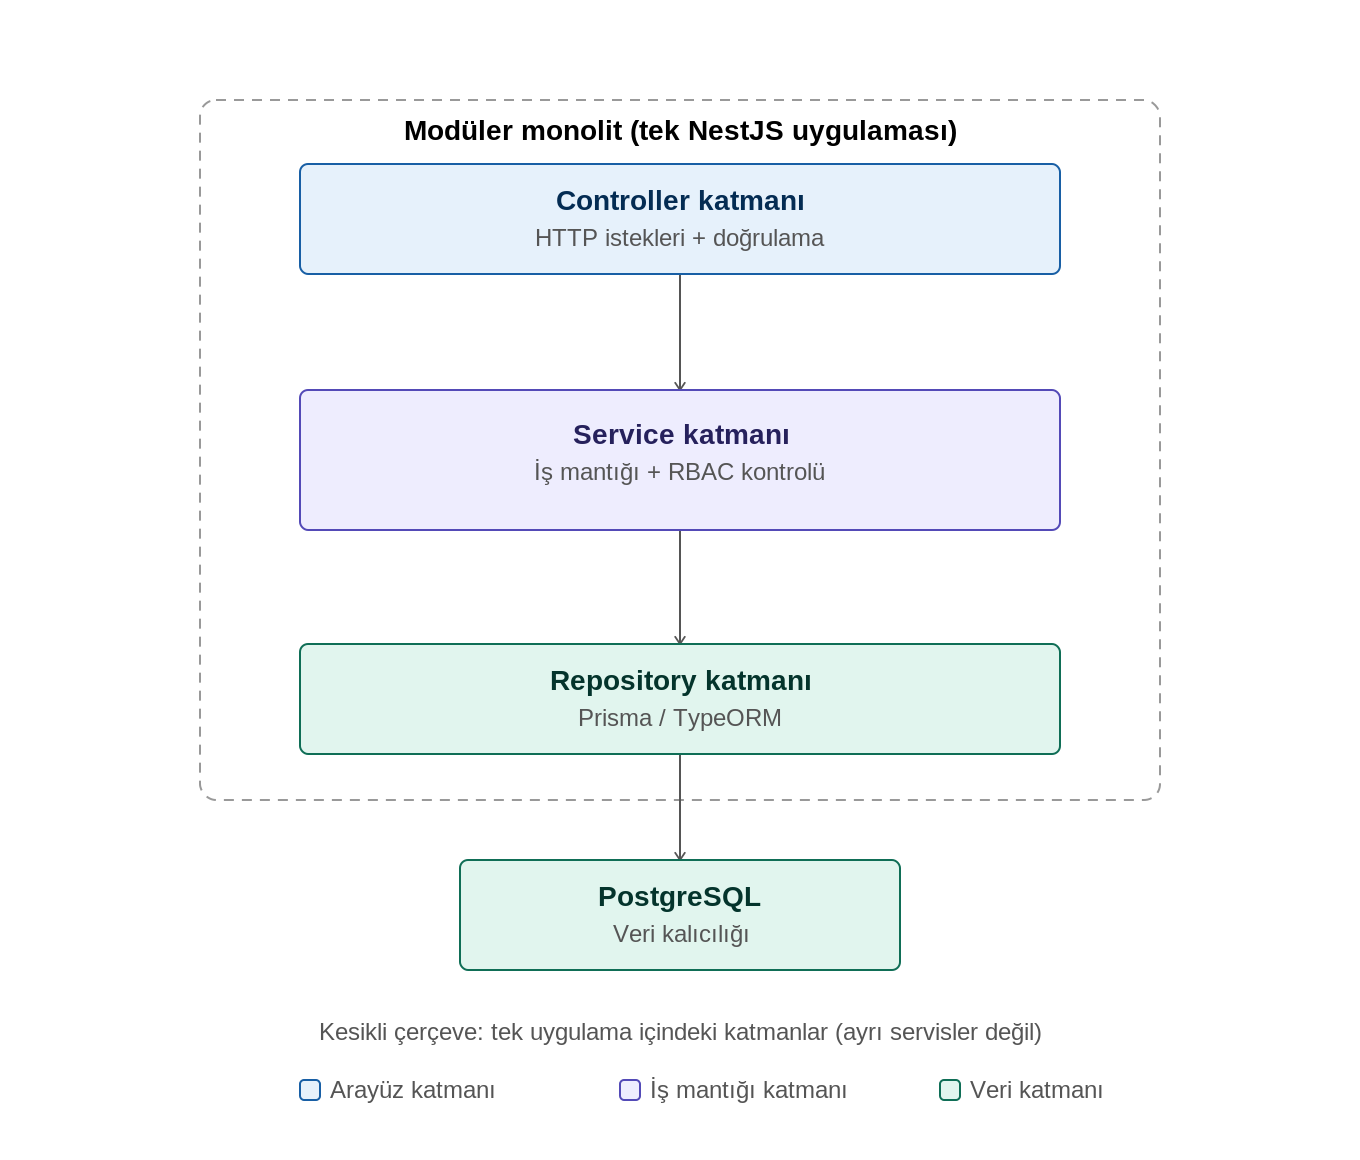 Modüler monolit (tek NestJS uygulaması)
Controller katmanı
HTTP istekleri + doğrulama
Service katmanı
İş mantığı + RBAC kontrolü
Repository katmanı
Prisma / TypeORM
PostgreSQL
Veri kalıcılığı
Kesikli çerçeve: tek uygulama içindeki katmanlar (ayrı servisler değil)
Arayüz katmanı
İş mantığı katmanı
Veri katmanı